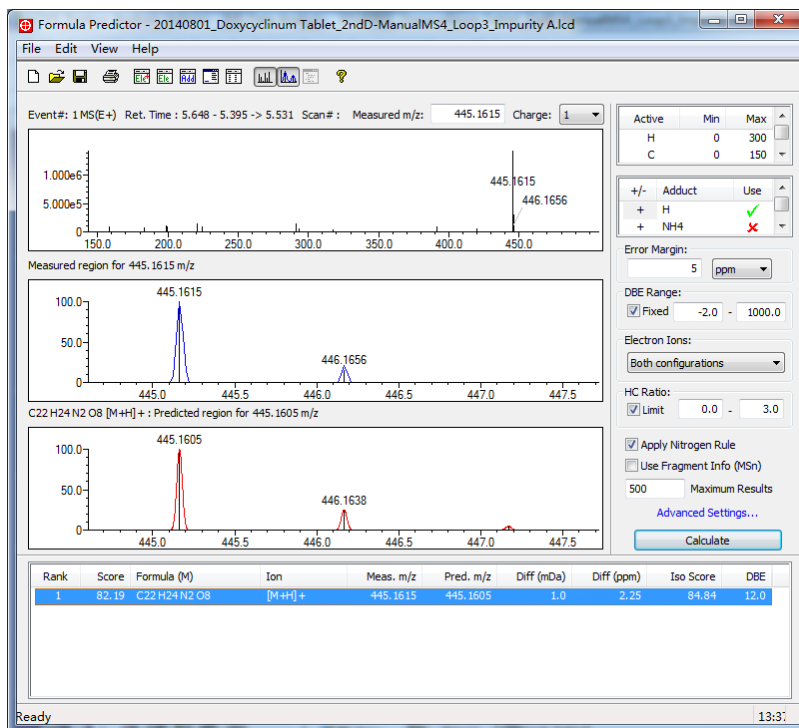 Formula Predictor - 20140801_Doxycyclinum Tablet_2ndD-ManualMS4_Loop3_Impurity A.lcd
File Edit View Help
Event#: 1 MS(E+) Ret. Time : 5.648 - 5.395 -> 5.531 Scan# : Measured m/z: 445.1615 Charge: 1
1.000e6
5.000e5
0
445.1615
446.1656
150.0 200.0 250.0 300.0 350.0 400.0 450.0
Measured region for 445.1615 m/z
100.0
50.0
0
445.1615
446.1656
445.0 445.5 446.0 446.5 447.0 447.5
C22 H24 N2 O8 [M+H]+ : Predicted region for 445.1605 m/z
100.0
50.0
0
445.1605
446.1638
445.0 445.5 446.0 446.5 447.0 447.5
Active Min Max
H 0 300
C 0 150
+/- Adduct Use
+ H
+ NH4
Error Margin:
5 ppm
DBE Range:
Fixed -2.0 - 1000.0
Electron Ions:
Both configurations
HC Ratio:
Limit 0.0 - 3.0
Apply Nitrogen Rule
Use Fragment Info (MSn)
500 Maximum Results
Advanced Settings...
Calculate
Rank Score Formula (M) Ion Meas. m/z Pred. m/z Diff (mDa) Diff (ppm) Iso Score DBE
1 82.19 C22 H24 N2 O8 [M+H]+ 445.1615 445.1605 1.0 2.25 84.84 12.0
Ready